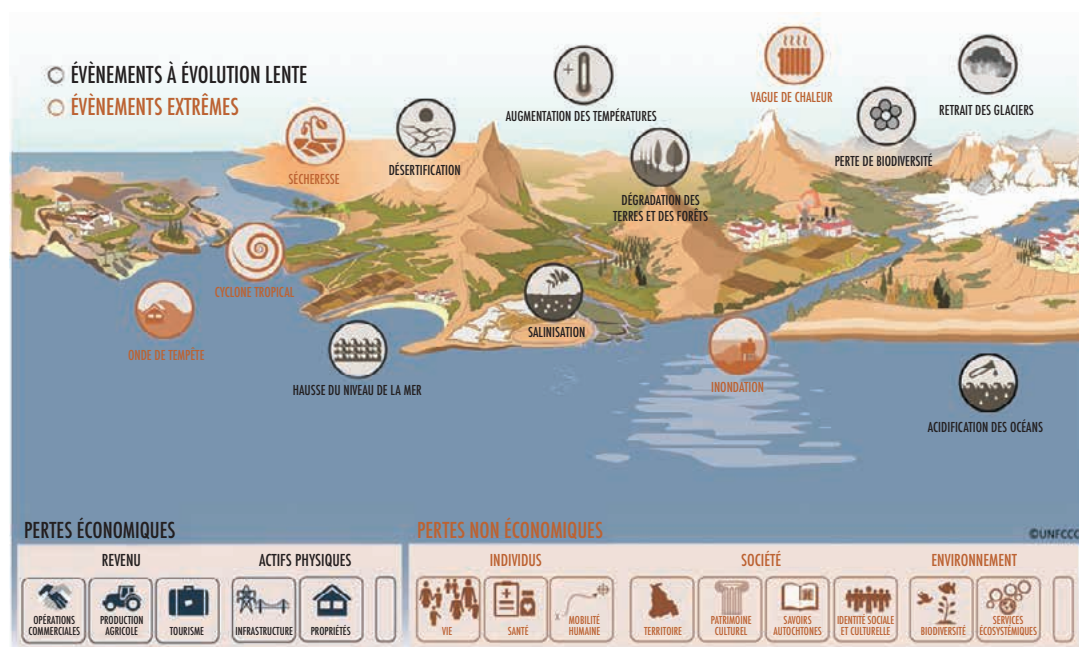 ÉVÈNEMENTS À ÉVOLUTION LENTE
ÉVÈNEMENTS EXTRÊMES
AUGMENTATION DES TEMPÉRATURES
VAGUE DE CHALEUR
RETRAIT DES GLACIERS
SÉCHERESSE
DÉSERTIFICATION
PERTE DE BIODIVERSITÉ
DÉGRADATION DES
TERRES ET DES FORÊTS
CYCLONE TROPICAL
ONDE DE TEMPÊTE
SALINISATION
HAUSSE DU NIVEAU DE LA MER
INONDATION
ACIDIFICATION DES OCÉANS
PERTES ÉCONOMIQUES
PERTES NON ÉCONOMIQUES
©UNFCCC
REVENU
ACTIFS PHYSIQUES
INDIVIDUS
SOCIÉTÉ
ENVIRONNEMENT
OPÉRATIONS
COMMERCIALES
PRODUCTION
AGRICOLE
TOURISME
INFRASTRUCTURE
PROPRIÉTÉS
VIE
SANTÉ
MOBILITÉ
HUMAINE
TERRITOIRE
PATRIMOINE
CULTUREL
SAVOIRS
AUTOCHTONES
IDENTITÉ SOCIALE
ET CULTURELLE
BIODIVERSITÉ
SERVICES
ÉCOSYSTÉMIQUES